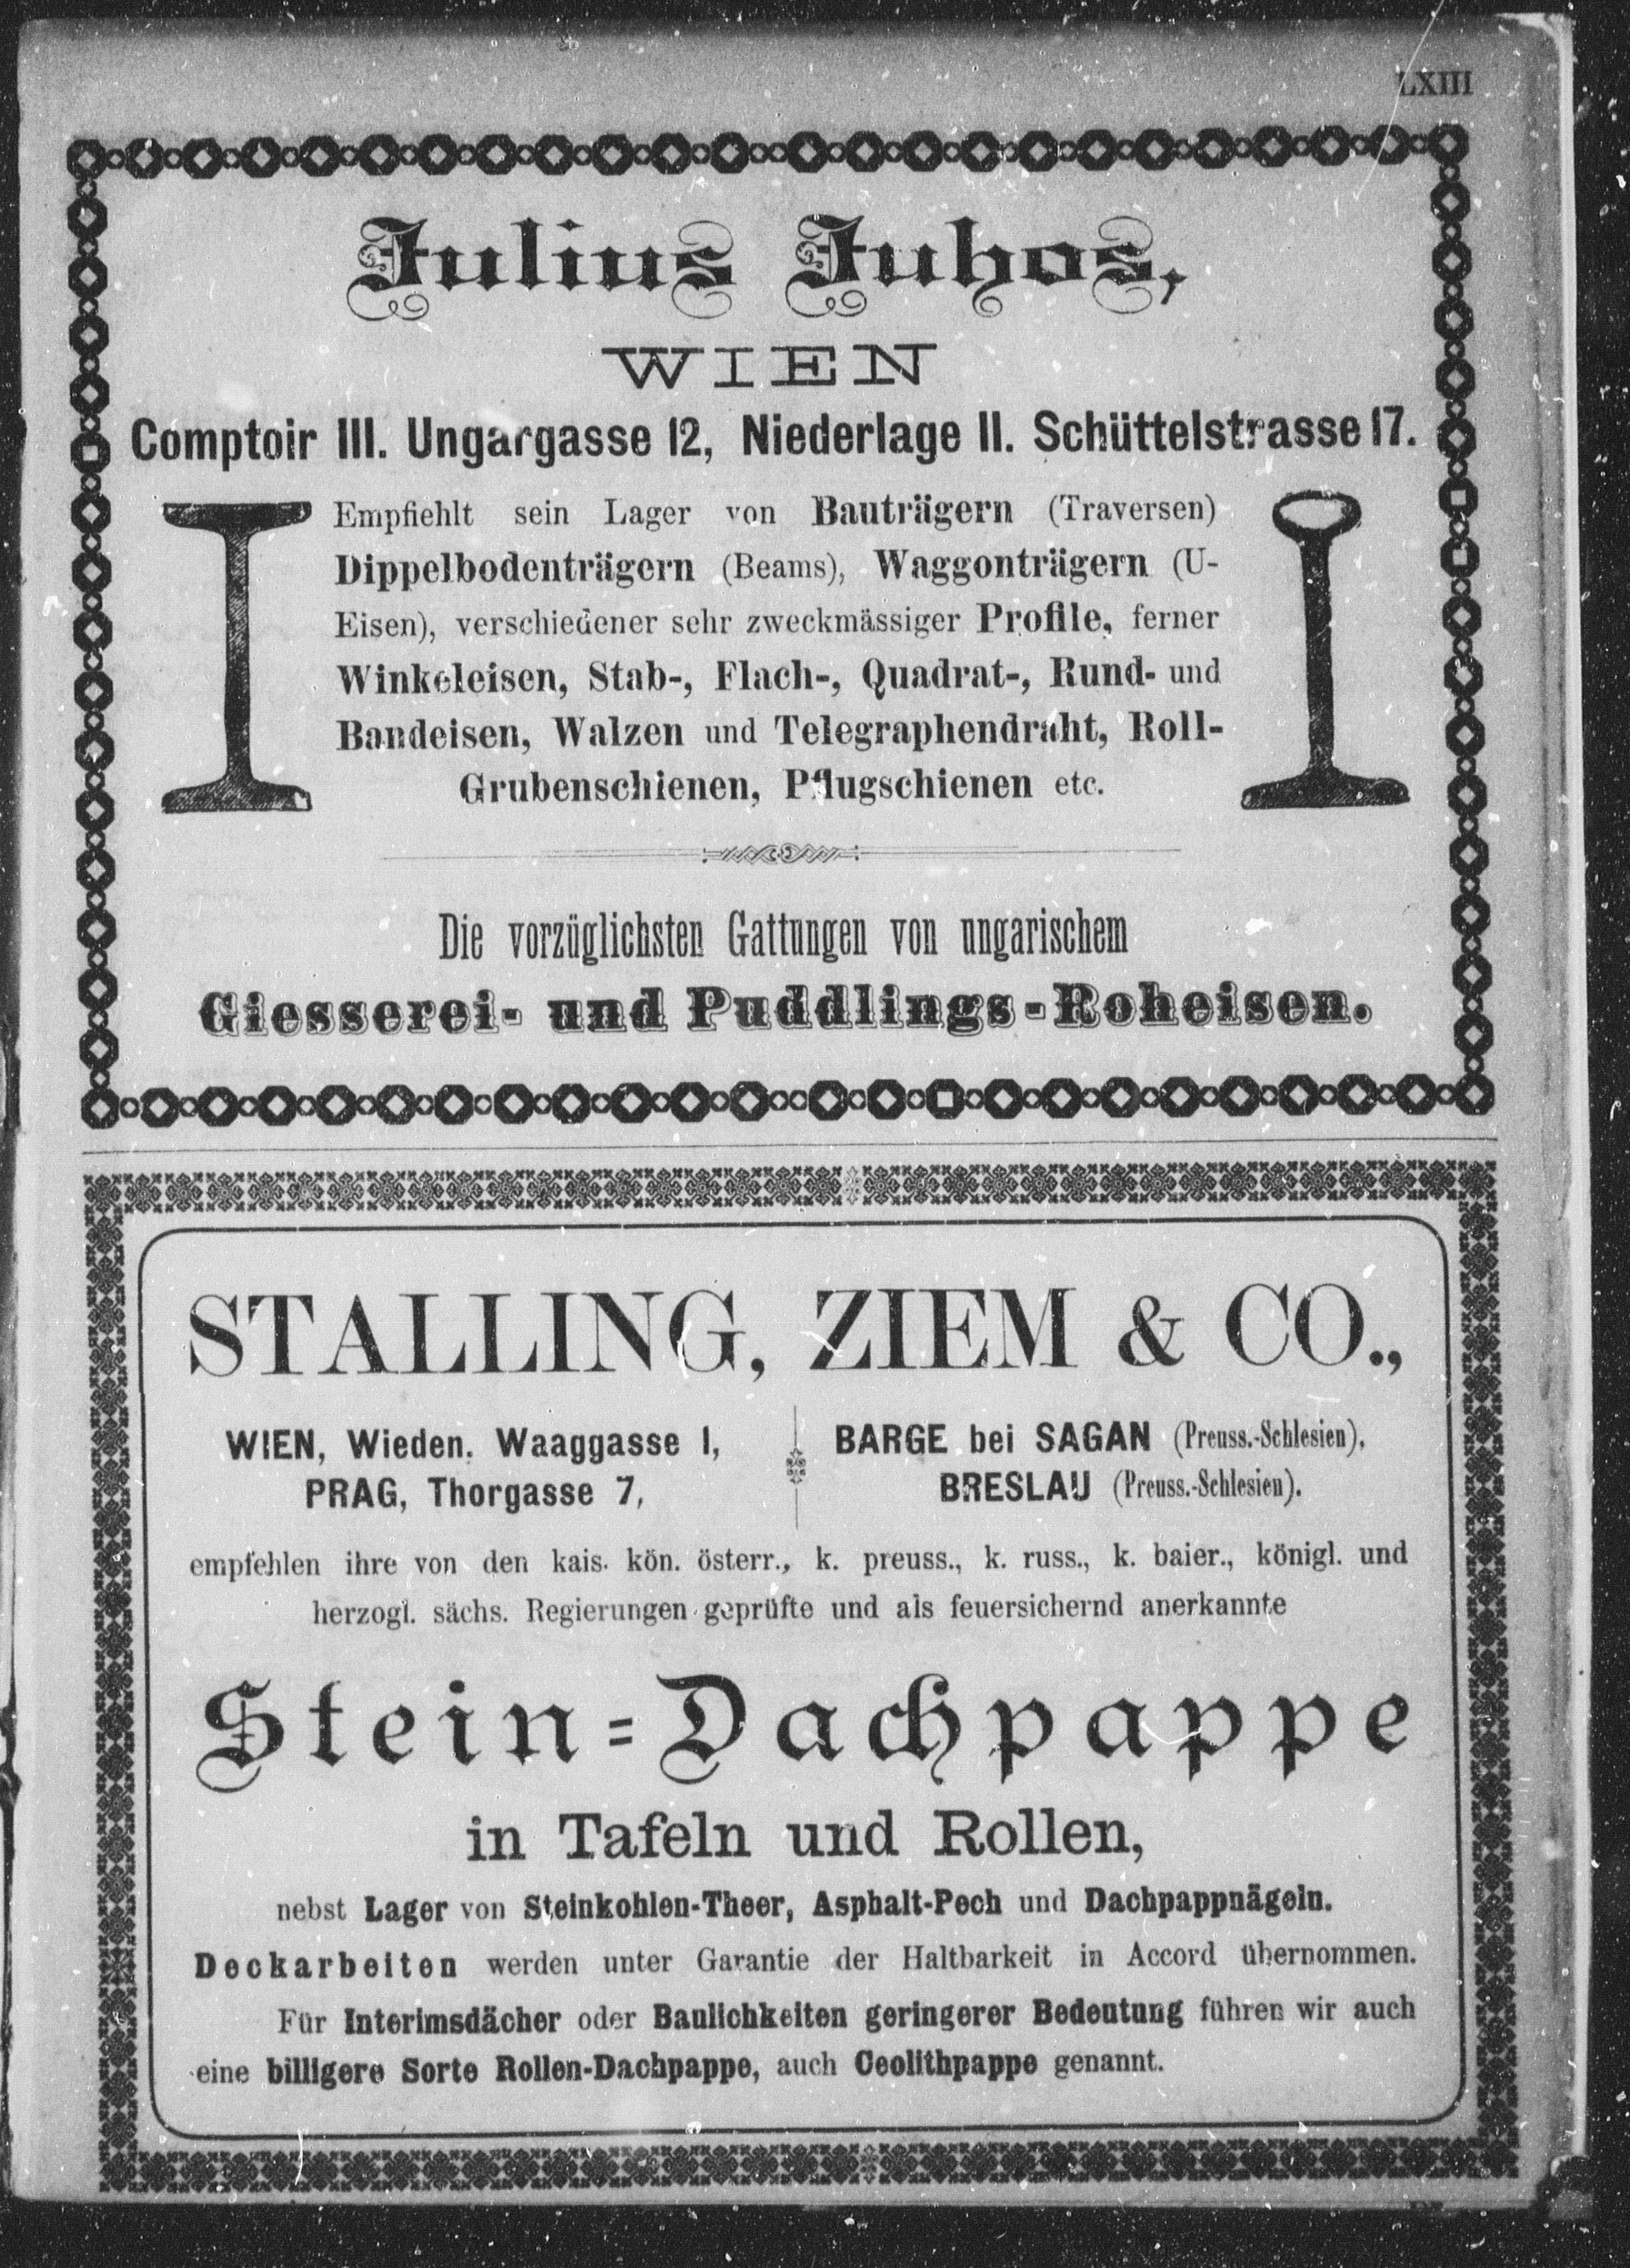 LXIII
Julius Juhos,
WIEN
Comptoir III. Ungargasse 12, Niederlage II. Schüttelstrasse 17.
Empfiehlt sein Lager von Bauträgern (Traversen)
Dippelbodenträgern (Beams), Waggonträgern (U-
Eisen), verschiedener sehr zweckmässiger Profile, ferner
Winkeleisen, Stab-, Flach-, Quadrat-, Rund- und
Bandeisen, Walzen und Telegraphendraht, Roll-
Grubenschienen, Pflugschienen etc.
Die vorzüglichsten Gattungen von ungarischem
Giesserei- und Puddlings-Roheisen.
STALLING, ZIEM & CO.,
WIEN, Wieden. Waaggasse 1,
PRAG, Thorgasse 7,
BARGE bei SAGAN (Preuss.-Schlesien),
BRESLAU (Preuss.-Schlesien).
empfehlen ihre von den kais. kön. österr., k. preuss., k. russ., k. baier., königl. und
herzogl. sächs. Regierungen geprüfte und als feuersichernd anerkannte
Stein-Dachpappe
in Tafeln und Rollen,
nebst Lager von Steinkohlen-Theer, Asphalt-Pech und Dachpappnägeln.
Deckarbeiten werden unter Garantie der Haltbarkeit in Accord übernommen.
Für Interimsdächer oder Baulichkeiten geringerer Bedeutung führen wir auch
eine billigere Sorte Rollen-Dachpappe, auch Ceolithpappe genannt.